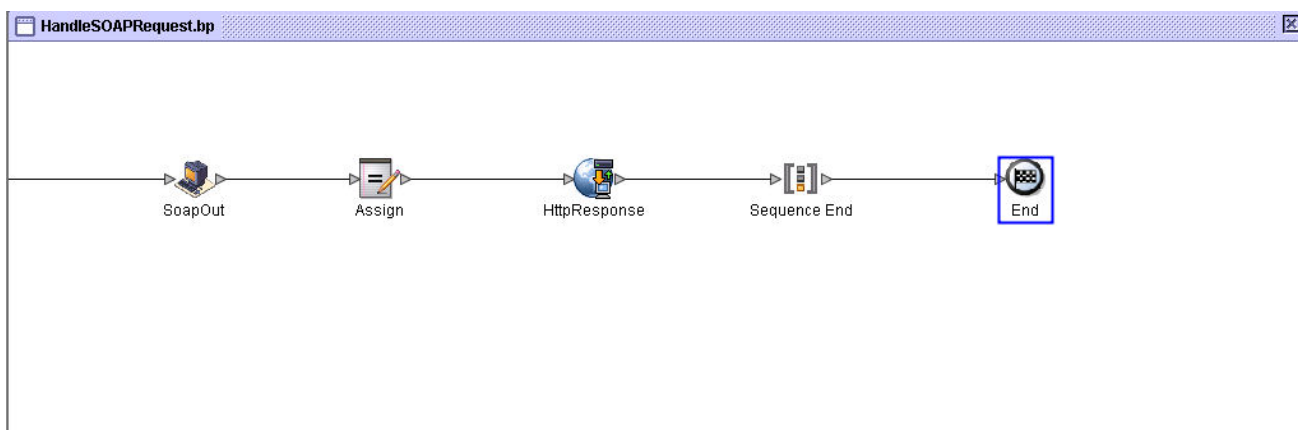 HandleSOAPRequest.bp
SoapOut
Assign
HttpResponse
Sequence End
End